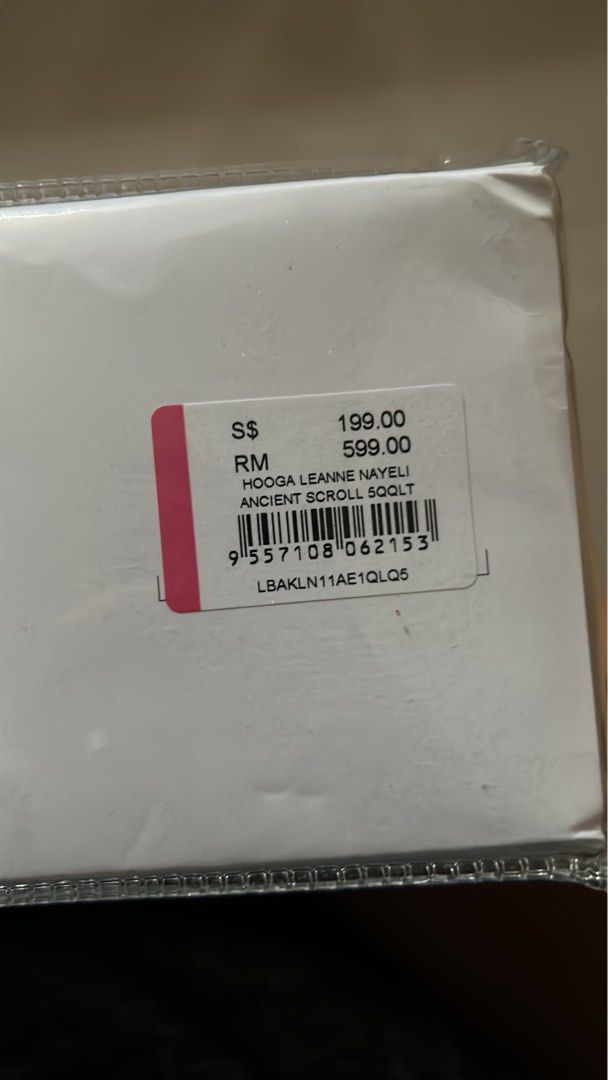 S$ 199.00
RM 599.00
HOOGA LEANNE NAYELI
ANCIENT SCROLL 5QQLT
9 557108 062153
LBAKLN11AE1QLQ5